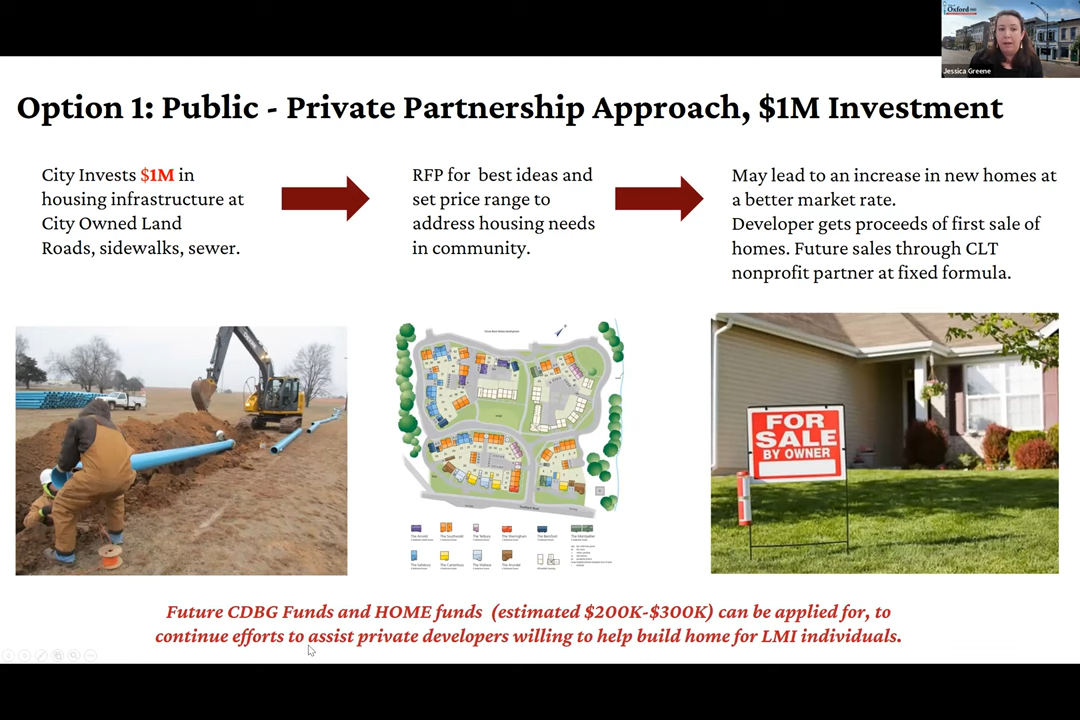 Oxford
Jessica Greene
Option 1: Public - Private Partnership Approach, $1M Investment
City Invests $1M in
housing infrastructure at
City Owned Land
Roads, sidewalks, sewer.
RFP for best ideas and
set price range to
address housing needs
in community.
May lead to an increase in new homes at
a better market rate.
Developer gets proceeds of first sale of
homes. Future sales through CLT
nonprofit partner at fixed formula.
FOR
SALE
BY OWNER
Future CDBG Funds and HOME funds (estimated $200K-$300K) can be applied for, to
continue efforts to assist private developers willing to help build home for LMI individuals.